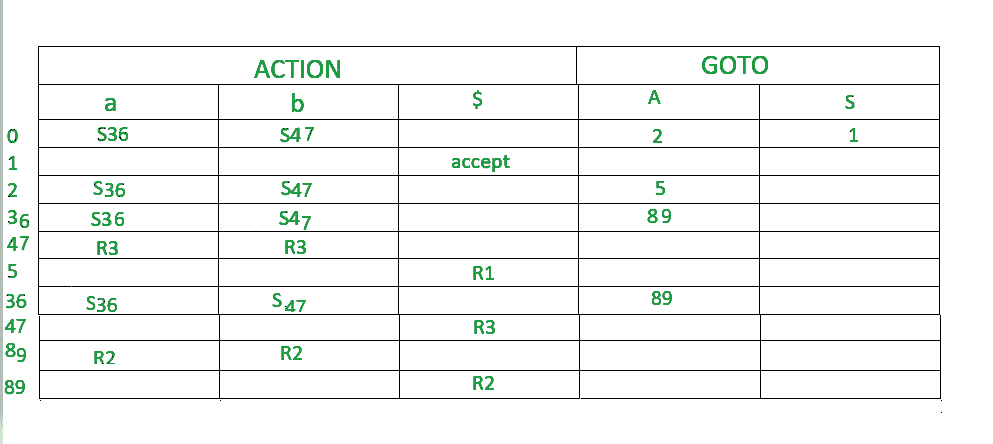 ACTION GOTO
a b $ A S
0 S36 S47 2 1
1 accept
2 S36 S47 5
36 S36 S47 89
47 R3 R3
5 R1
36 S36 S47 89
47 R3
89 R2 R2
89 R2